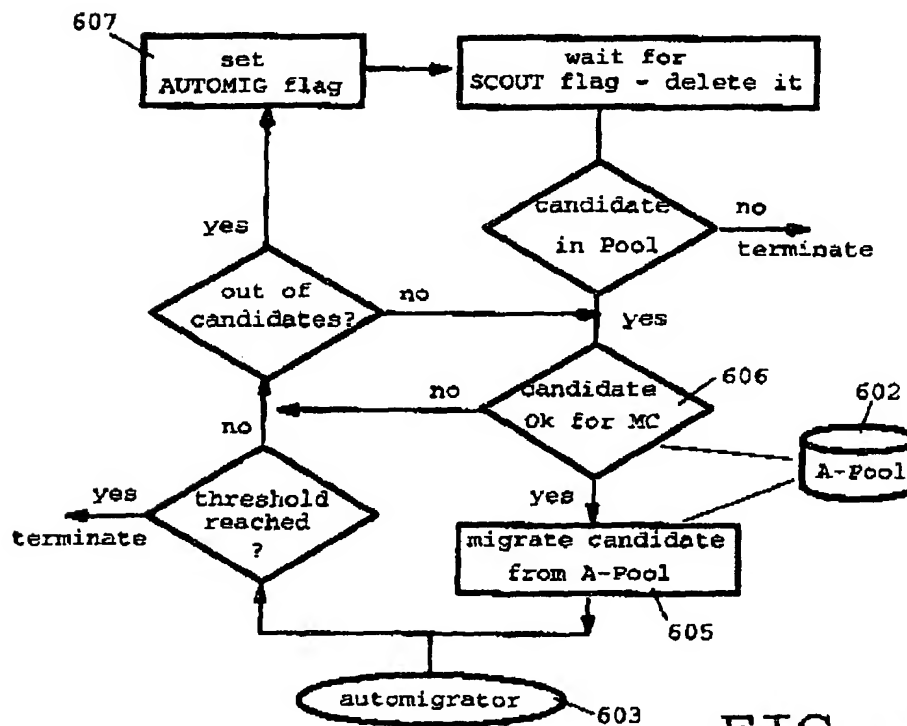 607
set
AUTOMIG flag
wait for
SCOUT flag - delete it
candidate
in Pool
no
terminate
yes
out of
candidates?
no
yes
candidate
Ok for MC
606
602
A-Pool
no
no
yes
terminate
threshold
reached
?
yes
migrate candidate
from A-Pool
605
automigrator
603
FIG